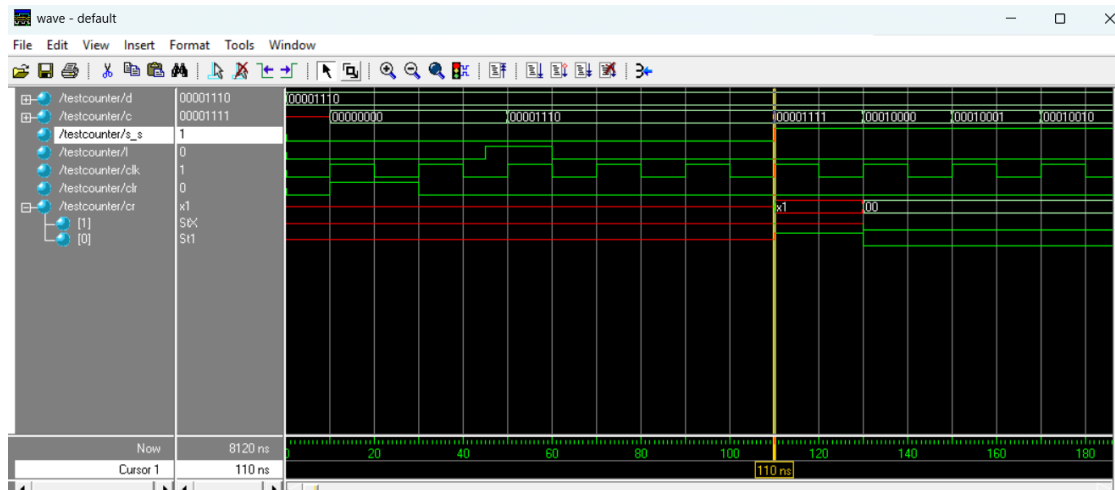 wave - default
File Edit View Insert Format Tools Window
/testcounter/d 00001110 00001110
/testcounter/c 00001111 00000000 00001110 00001111 00010000 00010001 00010010
/testcounter/s_s 1
/testcounter/l 0
/testcounter/clk 1
/testcounter/clr 0
/testcounter/cr x1 x1 00
[1] StX
[0] St1
Now 8120 ns 20 40 60 80 100 120 140 160 180
Cursor 1 110 ns 110 ns